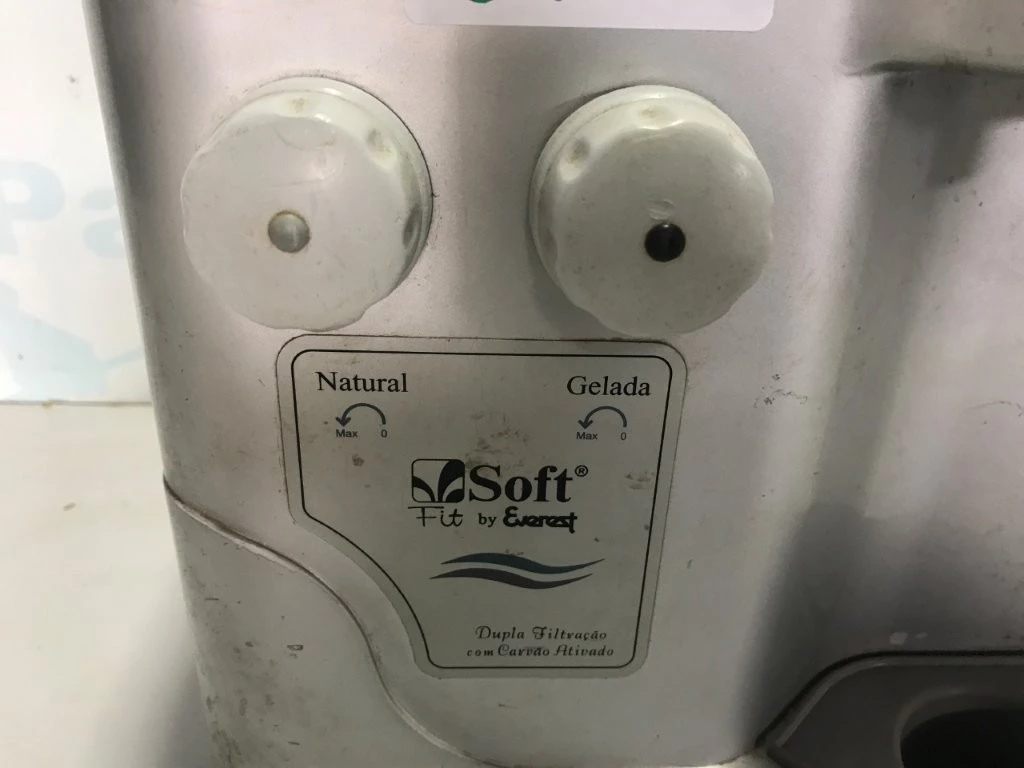 Natural
Gelada
Max 0
Max 0
Soft®
Fit by Everest
Dupla Filtração
com Carvão Ativado